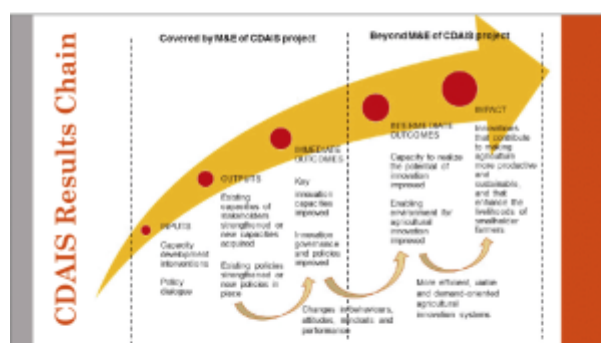 CDAIS Results Chain
Covered by M&E of CDAIS project
Beyond M&E of CDAIS project
INPUTS
Capacity
development
interventions
Policy
dialogue
OUTPUTS
Existing
capacities of
stakeholders
strengthened or
new capacities
acquired
Existing policies
strengthened or
new policies in
place
IMMEDIATE
OUTCOMES
Key
innovation
capacities
improved
Innovation
governance
and policies
improved
Changes in behaviours,
attitudes, mindsets and
performance
OUTCOMES
Capacity to realize
the potential of
innovation
improved
Enabling
environment for
agricultural
innovation
improved
More efficient, viable
and demand-oriented
agricultural
innovation systems
IMPACT
Innovations
that contribute
to making
agriculture
more productive
and
sustainable,
and that
enhance the
livelihoods of
smallholder
farmers